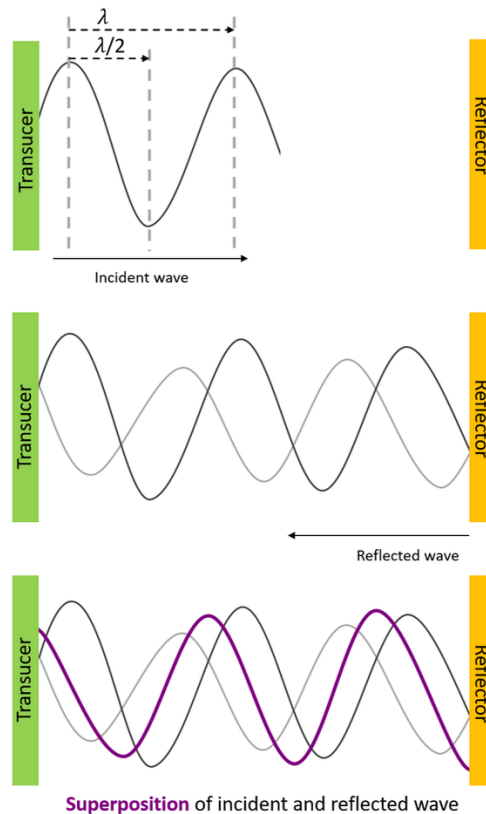 λ
λ/2
Transucer
Reflector
Incident wave
Transucer
Reflector
Reflected wave
Transucer
Reflector
Superposition of incident and reflected wave